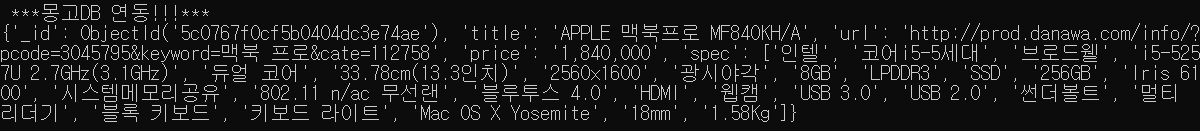 ***몽고DB 연동!!!***
{'_id': ObjectId('5c0767f0cf5b0404dc3e74ae'), 'title': 'APPLE 맥북프로 MF840KH/A', 'url': 'http://prod.danawa.com/info/?
pcode=3045795&keyword=맥북 프로&cate=112758', 'price': '1,840,000', 'spec': ['인텔', '코어i5-5세대', '브로드웰', 'i5-525
7U 2.7GHz(3.1GHz)', '듀얼 코어', '33.78cm(13.3인치)', '2560×1600', '광시야각', '8GB', 'LPDDR3', 'SSD', '256GB', 'Iris 61
00', '시스템메모리공유', '802.11 n/ac 무선랜', '블루투스 4.0', 'HDMI', '웹캠', 'USB 3.0', 'USB 2.0', '썬더볼트', '멀티
리더기', '블록 키보드', '키보드 라이트', 'Mac OS X Yosemite', '18mm', '1.58Kg']}